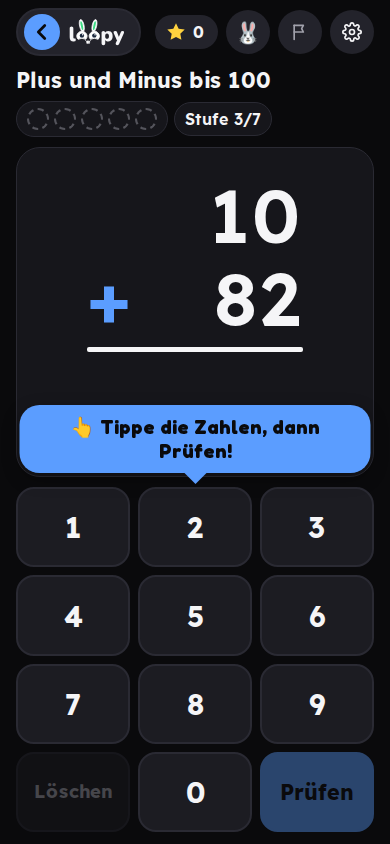 loopy
0
Plus und Minus bis 100
Stufe 3/7
10
+ 82
Tippe die Zahlen, dann
Prüfen!
1 2 3
4 5 6
7 8 9
Löschen 0 Prüfen